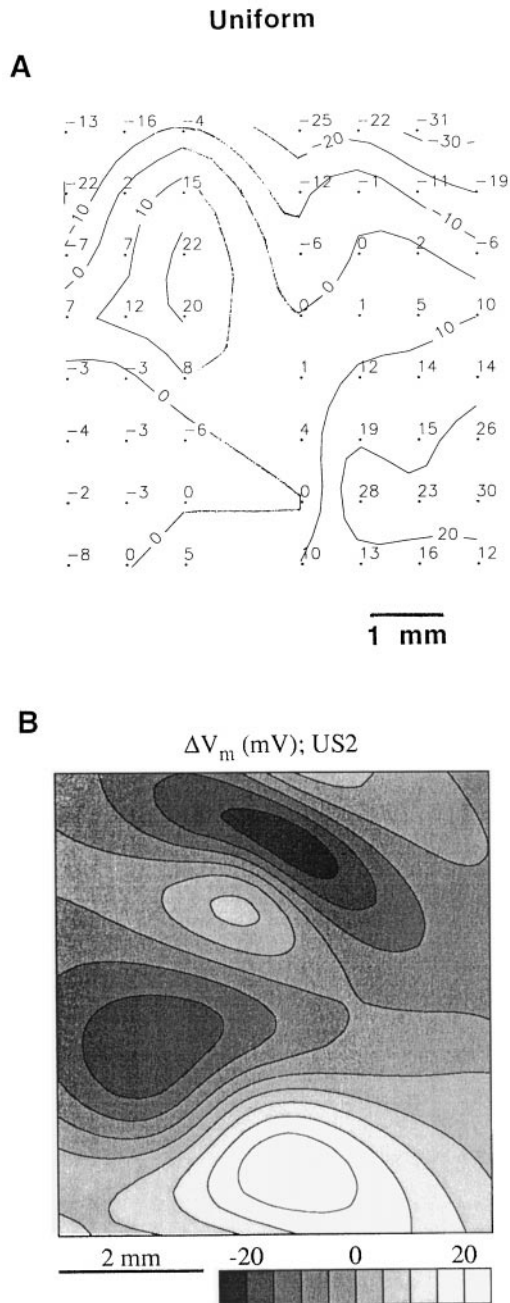 Uniform
A
-13 -16 -4 -25 -22 -31
-20 -30
-22 2 15 -12 -1 -11 -19
-10 10 -10
-7 7 22 -6 0 2 -6
0 0
7 12 20 0 1 5 10
10
-3 -3 8 1 12 14 14
0
-4 -3 -6 4 19 15 26
-2 -3 0 0 28 23 30
0 20
-8 0 5 10 13 16 12
1 mm
B
ΔVm (mV); US2
2 mm -20 0 20